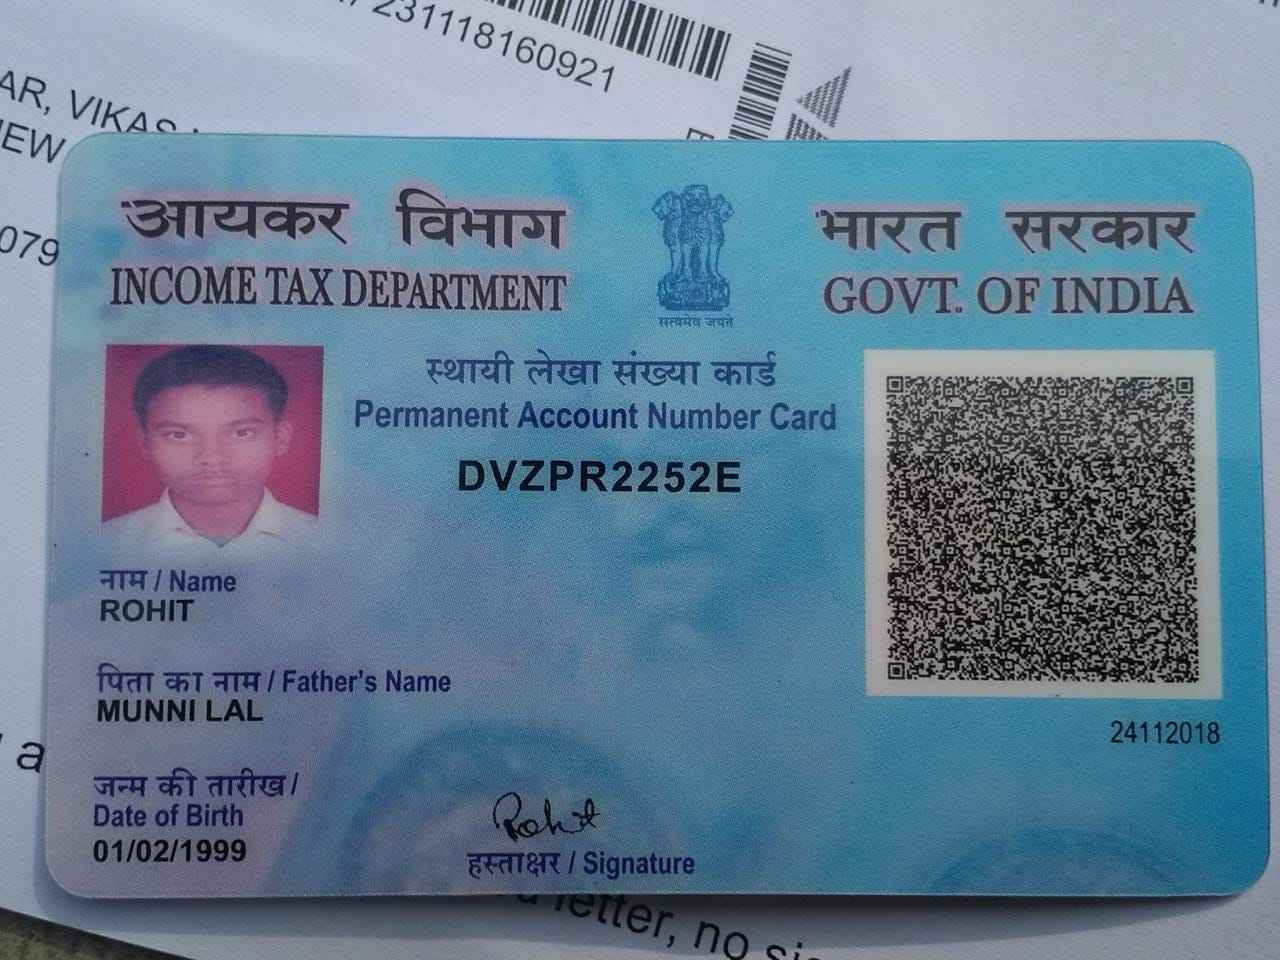 231118160921
AR, VIKAS
079
आयकर विभाग
INCOME TAX DEPARTMENT
सत्यमेव जयते
भारत सरकार
GOVT. OF INDIA
स्थायी लेखा संख्या कार्ड
Permanent Account Number Card
DVZPR2252E
नाम / Name
ROHIT
पिता का नाम / Father's Name
MUNNI LAL
24112018
जन्म की तारीख /
Date of Birth
01/02/1999
Rohit
हस्ताक्षर / Signature
letter, no